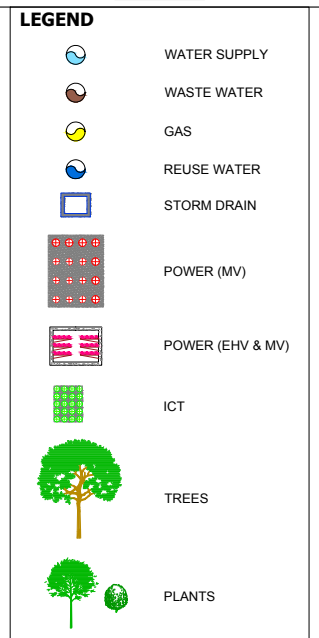 LEGEND
WATER SUPPLY
WASTE WATER
GAS
REUSE WATER
STORM DRAIN
POWER (MV)
POWER (EHV & MV)
ICT
TREES
PLANTS